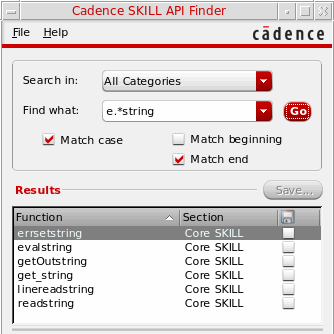 Cadence SKILL API Finder
File Help cādence
Search in: All Categories
Find what: e.*string Go
Match case Match beginning
Match end
Results Save...
Function Section
errsetstring Core SKILL
evalstring Core SKILL
getOutstring Core SKILL
get_string Core SKILL
linereadstring Core SKILL
readstring Core SKILL